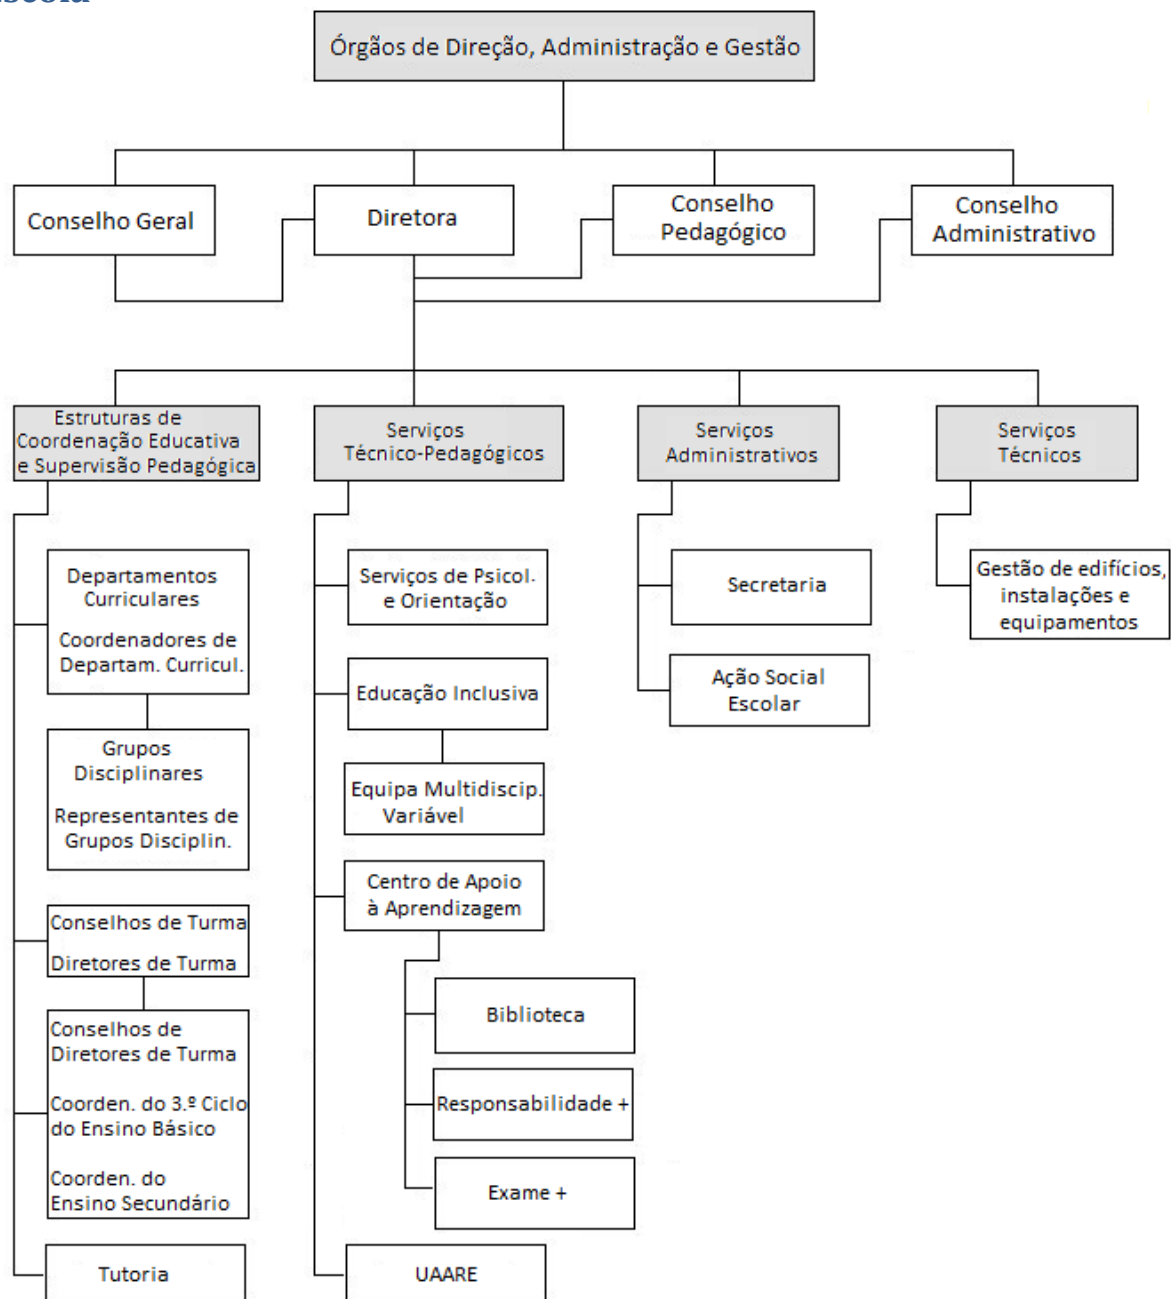 Órgãos de Direção, Administração e Gestão
Conselho Geral
Diretora
Conselho
Pedagógico
Conselho
Administrativo
Estruturas de
Coordenação Educativa
e Supervisão Pedagógica
Serviços
Técnico-Pedagógicos
Serviços
Administrativos
Serviços
Técnicos
Departamentos
Curriculares
Coordenadores de
Departam. Curricul.
Grupos
Disciplinares
Representantes de
Grupos Disciplin.
Conselhos de Turma
Diretores de Turma
Conselhos de
Diretores de Turma
Coorden. do 3.º Ciclo
do Ensino Básico
Coorden. do
Ensino Secundário
Tutoria
Serviços de Psicol.
e Orientação
Educação Inclusiva
Equipa Multidiscip.
Variável
Centro de Apoio
à Aprendizagem
Biblioteca
Responsabilidade +
Exame +
UAARE
Secretaria
Ação Social
Escolar
Gestão de edifícios,
instalações e
equipamentos